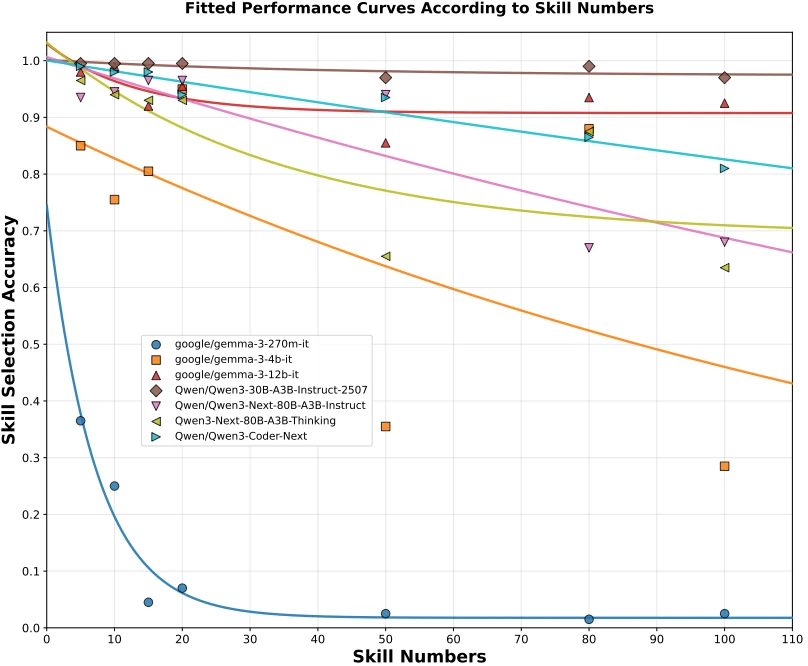 Fitted Performance Curves According to Skill Numbers
Skill Selection Accuracy
1.0
0.9
0.8
0.7
0.6
0.5
0.4
0.3
0.2
0.1
0.0
google/gemma-3-270m-it
google/gemma-3-4b-it
google/gemma-3-12b-it
Qwen/Qwen3-30B-A3B-Instruct-2507
Qwen/Qwen3-Next-80B-A3B-Instruct
Qwen3-Next-80B-A3B-Thinking
Qwen/Qwen3-Coder-Next
0 10 20 30 40 50 60 70 80 90 100 110
Skill Numbers